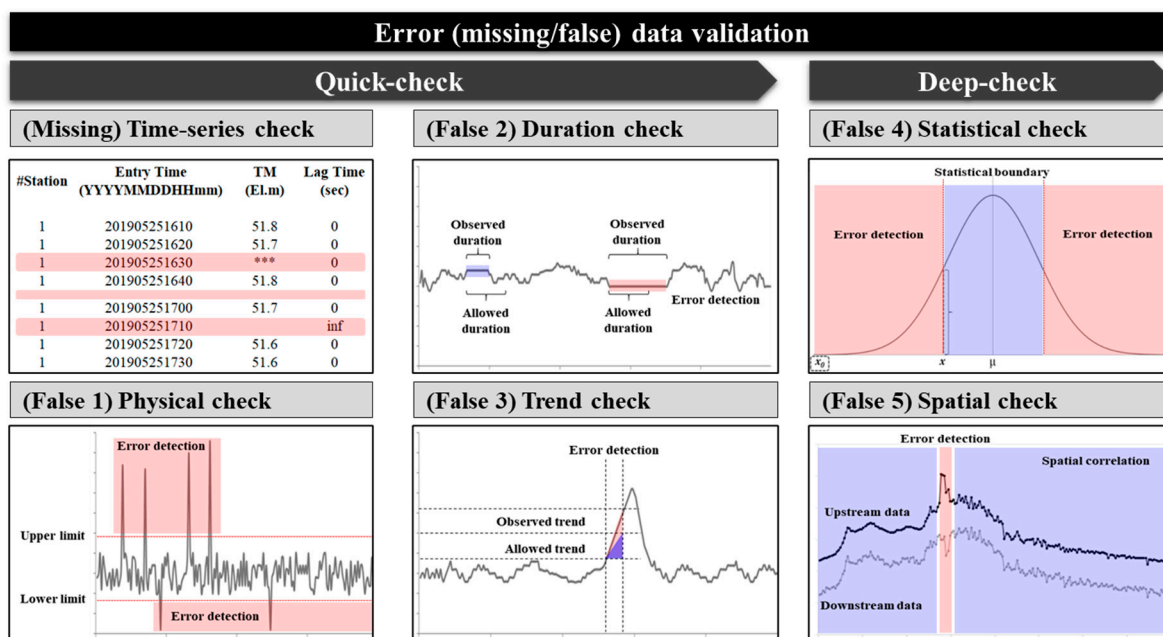 Error (missing/false) data validation
Quick-check
Deep-check
(Missing) Time-series check
#Station Entry Time (YYYYMMDDHHmm) TM (El.m) Lag Time (sec)
1 201905251610 51.8 0
1 201905251620 51.7 0
1 201905251630 *** 0
1 201905251640 51.8 0
1 201905251700 51.7 0
1 201905251710 inf
1 201905251720 51.6 0
1 201905251730 51.6 0
(False 2) Duration check
Observed duration
Observed duration
Allowed duration
Allowed duration
Error detection
(False 4) Statistical check
Statistical boundary
Error detection
Error detection
x0
x
μ
(False 1) Physical check
Error detection
Upper limit
Lower limit
Error detection
(False 3) Trend check
Error detection
Observed trend
Allowed trend
(False 5) Spatial check
Error detection
Spatial correlation
Upstream data
Downstream data